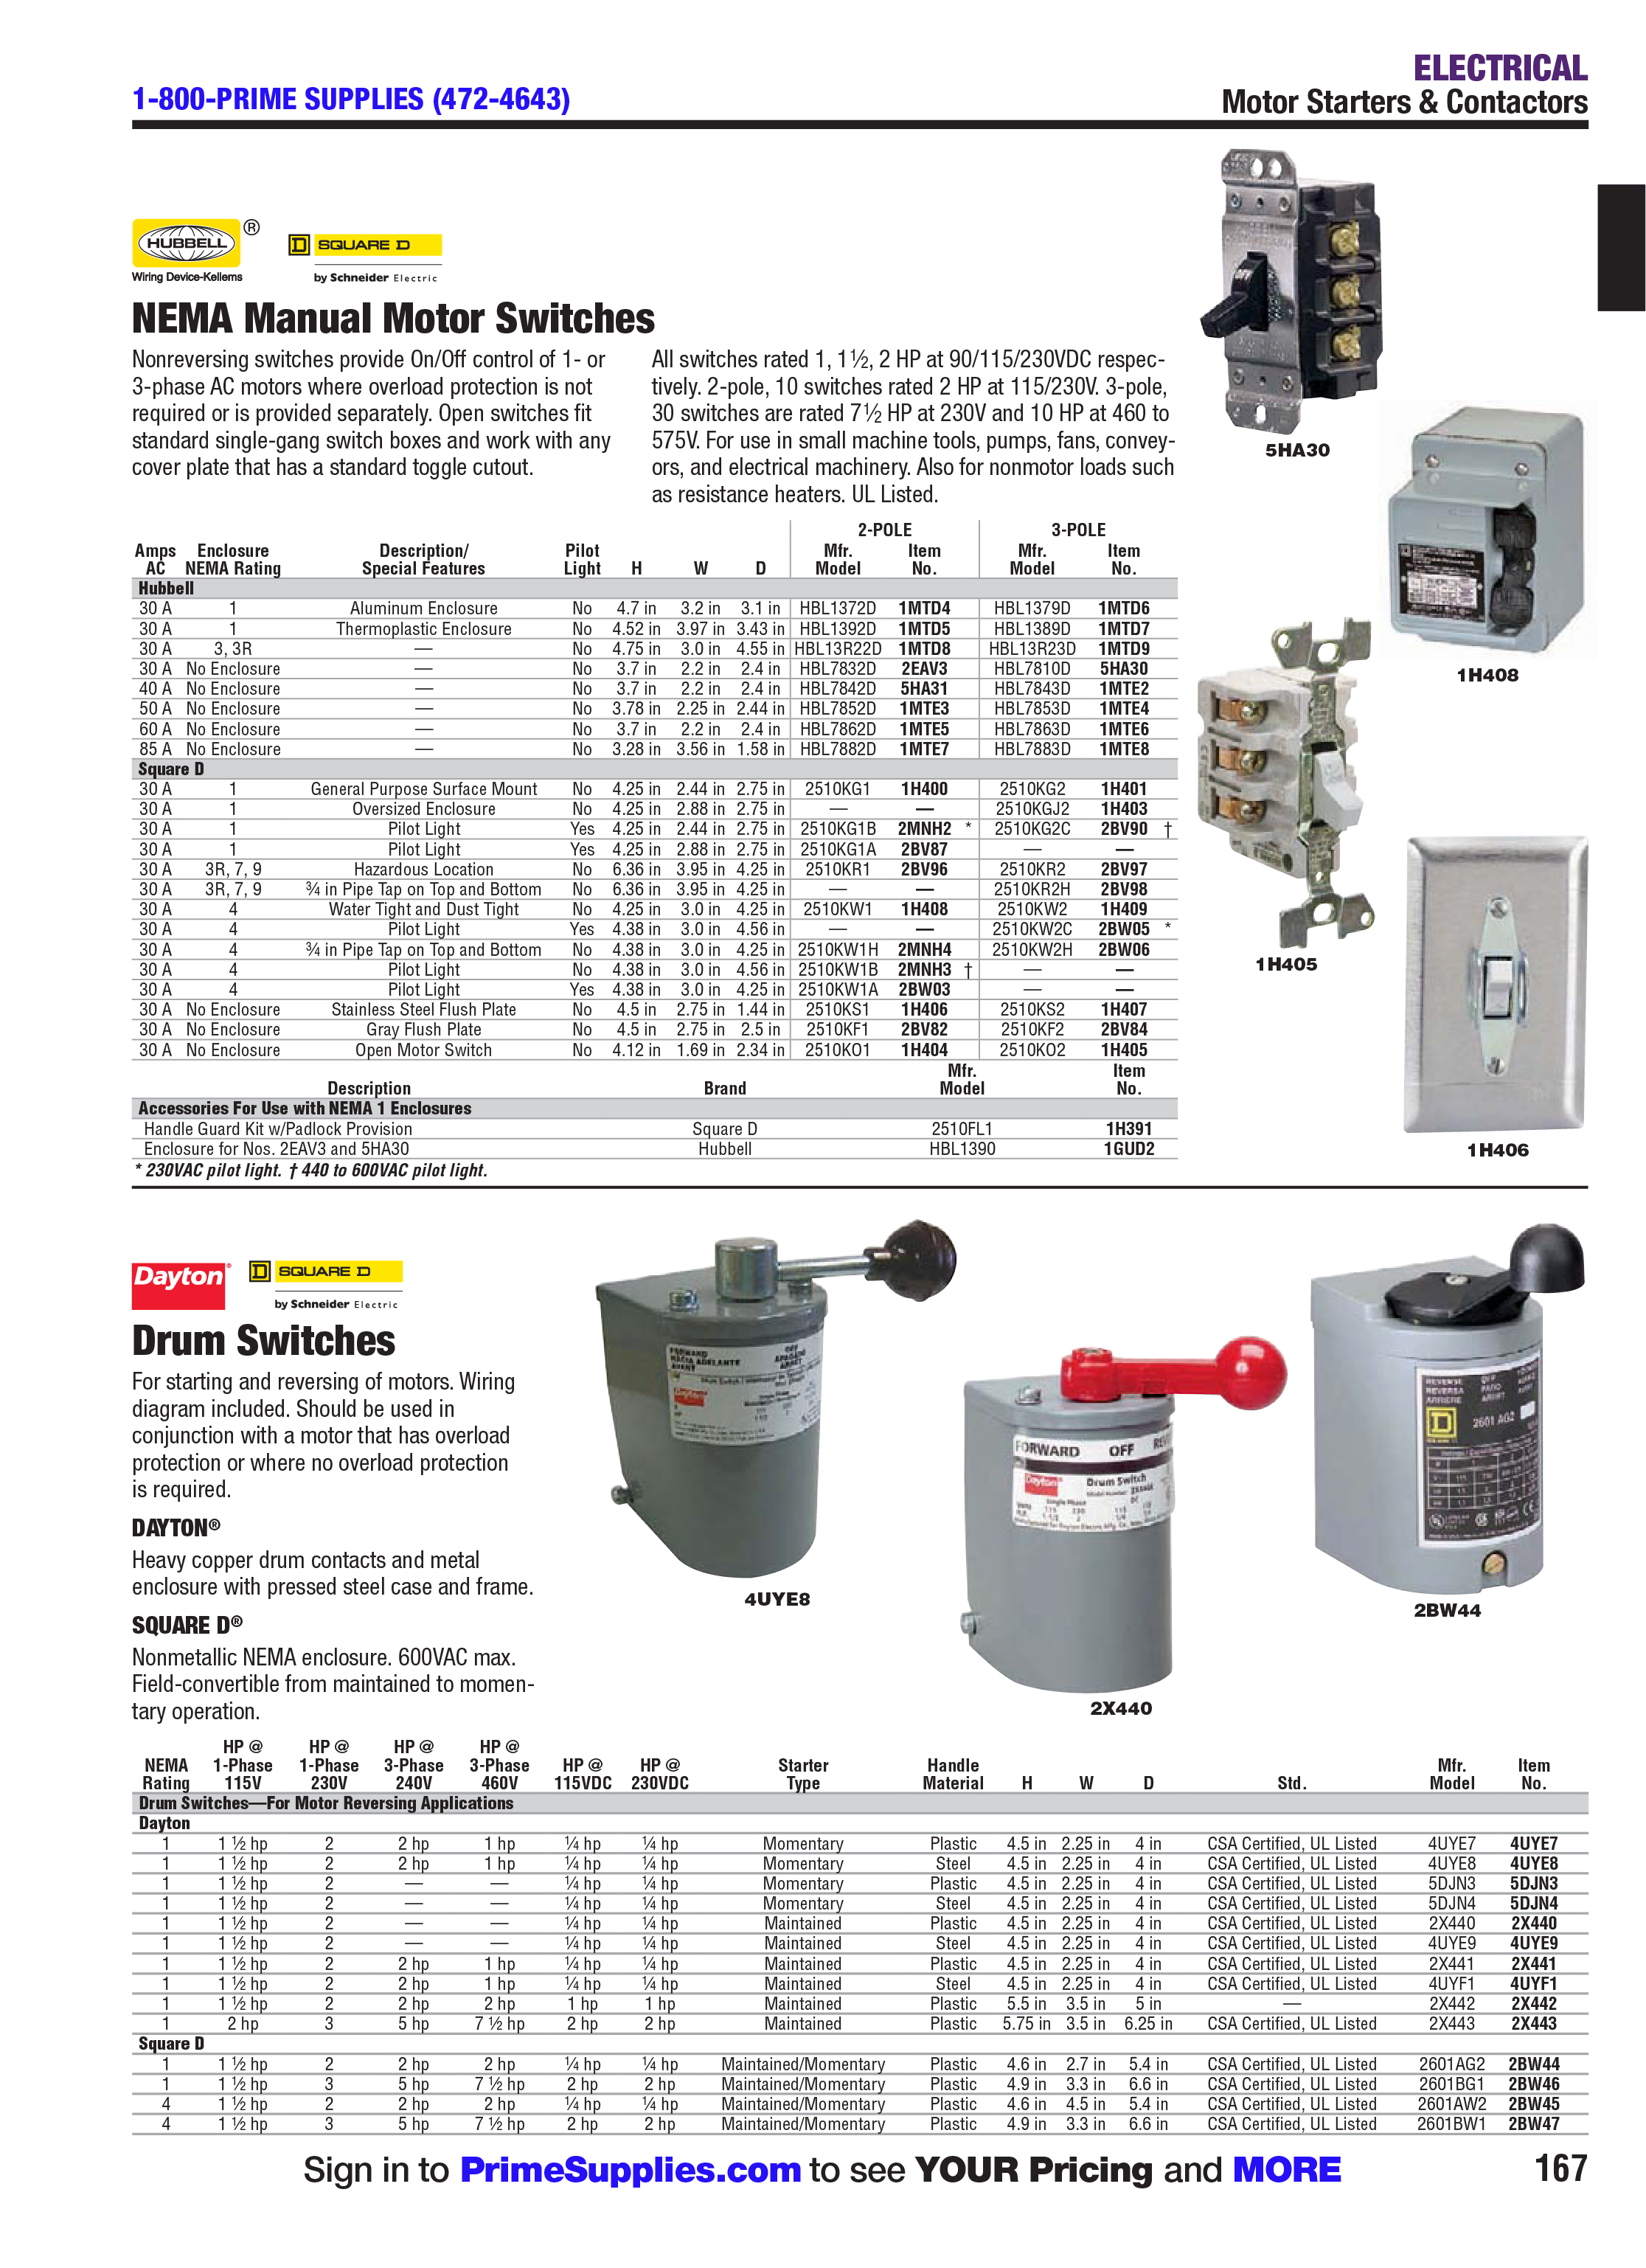 ELECTRICAL
1-800-PRIME SUPPLIES (472-4643)
Motor Starters & Contactors
HUBBELL ®
Wiring Device-Kellems
D SQUARE D
by Schneider Electric
NEMA Manual Motor Switches
Nonreversing switches provide On/Off control of 1- or
3-phase AC motors where overload protection is not
required or is provided separately. Open switches fit
standard single-gang switch boxes and work with any
cover plate that has a standard toggle cutout.
All switches rated 1, 1½, 2 HP at 90/115/230VDC respec-
tively. 2-pole, 10 switches rated 2 HP at 115/230V. 3-pole,
30 switches are rated 7½ HP at 230V and 10 HP at 460 to
575V. For use in small machine tools, pumps, fans, convey-
ors, and electrical machinery. Also for nonmotor loads such
as resistance heaters. UL Listed.
5HA30
1H408
1H405
1H406
2-POLE 3-POLE
Amps Enclosure Description/ Pilot Mfr. Item Mfr. Item
AC NEMA Rating Special Features Light H W D Model No. Model No.
Hubbell
30 A 1 Aluminum Enclosure No 4.7 in 3.2 in 3.1 in HBL1372D 1MTD4 HBL1379D 1MTD6
30 A 1 Thermoplastic Enclosure No 4.52 in 3.97 in 3.43 in HBL1392D 1MTD5 HBL1389D 1MTD7
30 A 3, 3R — No 4.75 in 3.0 in 4.55 in HBL13R22D 1MTD8 HBL13R23D 1MTD9
30 A No Enclosure — No 3.7 in 2.2 in 2.4 in HBL7832D 2EAV3 HBL7810D 5HA30
40 A No Enclosure — No 3.7 in 2.2 in 2.4 in HBL7842D 5HA31 HBL7843D 1MTE2
50 A No Enclosure — No 3.78 in 2.25 in 2.44 in HBL7852D 1MTE3 HBL7853D 1MTE4
60 A No Enclosure — No 3.7 in 2.2 in 2.4 in HBL7862D 1MTE5 HBL7863D 1MTE6
85 A No Enclosure — No 3.28 in 3.56 in 1.58 in HBL7882D 1MTE7 HBL7883D 1MTE8
Square D
30 A 1 General Purpose Surface Mount No 4.25 in 2.44 in 2.75 in 2510KG1 1H400 2510KG2 1H401
30 A 1 Oversized Enclosure No 4.25 in 2.88 in 2.75 in — — 2510KGJ2 1H403
30 A 1 Pilot Light Yes 4.25 in 2.44 in 2.75 in 2510KG1B 2MNH2 * 2510KG2C 2BV90 †
30 A 1 Pilot Light Yes 4.25 in 2.88 in 2.75 in 2510KG1A 2BV87 — —
30 A 3R, 7, 9 Hazardous Location No 6.36 in 3.95 in 4.25 in 2510KR1 2BV96 2510KR2 2BV97
30 A 3R, 7, 9 ¾ in Pipe Tap on Top and Bottom No 6.36 in 3.95 in 4.25 in — — 2510KR2H 2BV98
30 A 4 Water Tight and Dust Tight No 4.25 in 3.0 in 4.25 in 2510KW1 1H408 2510KW2 1H409
30 A 4 Pilot Light Yes 4.38 in 3.0 in 4.56 in — — 2510KW2C 2BW05 *
30 A 4 ¾ in Pipe Tap on Top and Bottom No 4.38 in 3.0 in 4.25 in 2510KW1H 2MNH4 2510KW2H 2BW06
30 A 4 Pilot Light No 4.38 in 3.0 in 4.56 in 2510KW1B 2MNH3 † — —
30 A 4 Pilot Light Yes 4.38 in 3.0 in 4.25 in 2510KW1A 2BW03 — —
30 A No Enclosure Stainless Steel Flush Plate No 4.5 in 2.75 in 1.44 in 2510KS1 1H406 2510KS2 1H407
30 A No Enclosure Gray Flush Plate No 4.5 in 2.75 in 2.5 in 2510KF1 2BV82 2510KF2 2BV84
30 A No Enclosure Open Motor Switch No 4.12 in 1.69 in 2.34 in 2510KO1 1H404 2510KO2 1H405
Mfr. Item
Description Brand Model No.
Accessories For Use with NEMA 1 Enclosures
Handle Guard Kit w/Padlock Provision Square D 2510FL1 1H391
Enclosure for Nos. 2EAV3 and 5HA30 Hubbell HBL1390 1GUD2
* 230VAC pilot light. † 440 to 600VAC pilot light.
Dayton® D SQUARE D
by Schneider Electric
Drum Switches
For starting and reversing of motors. Wiring
diagram included. Should be used in
conjunction with a motor that has overload
protection or where no overload protection
is required.
DAYTON®
Heavy copper drum contacts and metal
enclosure with pressed steel case and frame.
SQUARE D®
Nonmetallic NEMA enclosure. 600VAC max.
Field-convertible from maintained to momen-
tary operation.
FORWARD
HACIA ADELANTE
Dayton
4UYE8
FORWARD OFF
Dayton Drum Switch
2X440
REVERSE OFF
REVERSA
ARRIERE
D 2601 AG2
2BW44
HP @ HP @ HP @ HP @
NEMA 1-Phase 1-Phase 3-Phase 3-Phase HP @ HP @ Starter Handle Mfr. Item
Rating 115V 230V 240V 460V 115VDC 230VDC Type Material H W D Std. Model No.
Drum Switches—For Motor Reversing Applications
Dayton
1 1 ½ hp 2 2 hp 1 hp ¼ hp ¼ hp Momentary Plastic 4.5 in 2.25 in 4 in CSA Certified, UL Listed 4UYE7 4UYE7
1 1 ½ hp 2 2 hp 1 hp ¼ hp ¼ hp Momentary Steel 4.5 in 2.25 in 4 in CSA Certified, UL Listed 4UYE8 4UYE8
1 1 ½ hp 2 — — ¼ hp ¼ hp Momentary Plastic 4.5 in 2.25 in 4 in CSA Certified, UL Listed 5DJN3 5DJN3
1 1 ½ hp 2 — — ¼ hp ¼ hp Momentary Steel 4.5 in 2.25 in 4 in CSA Certified, UL Listed 5DJN4 5DJN4
1 1 ½ hp 2 — — ¼ hp ¼ hp Maintained Plastic 4.5 in 2.25 in 4 in CSA Certified, UL Listed 2X440 2X440
1 1 ½ hp 2 — — ¼ hp ¼ hp Maintained Steel 4.5 in 2.25 in 4 in CSA Certified, UL Listed 4UYE9 4UYE9
1 1 ½ hp 2 2 hp 1 hp ¼ hp ¼ hp Maintained Plastic 4.5 in 2.25 in 4 in CSA Certified, UL Listed 2X441 2X441
1 1 ½ hp 2 2 hp 1 hp ¼ hp ¼ hp Maintained Steel 4.5 in 2.25 in 4 in CSA Certified, UL Listed 4UYF1 4UYF1
1 1 ½ hp 2 2 hp 2 hp 1 hp 1 hp Maintained Plastic 5.5 in 3.5 in 5 in — 2X442 2X442
1 2 hp 3 5 hp 7 ½ hp 2 hp 2 hp Maintained Plastic 5.75 in 3.5 in 6.25 in CSA Certified, UL Listed 2X443 2X443
Square D
1 1 ½ hp 2 2 hp 2 hp ¼ hp ¼ hp Maintained/Momentary Plastic 4.6 in 2.7 in 5.4 in CSA Certified, UL Listed 2601AG2 2BW44
1 1 ½ hp 3 5 hp 7 ½ hp 2 hp 2 hp Maintained/Momentary Plastic 4.9 in 3.3 in 6.6 in CSA Certified, UL Listed 2601BG1 2BW46
4 1 ½ hp 2 2 hp 2 hp ¼ hp ¼ hp Maintained/Momentary Plastic 4.6 in 4.5 in 5.4 in CSA Certified, UL Listed 2601AW2 2BW45
4 1 ½ hp 3 5 hp 7 ½ hp 2 hp 2 hp Maintained/Momentary Plastic 4.9 in 3.3 in 6.6 in CSA Certified, UL Listed 2601BW1 2BW47
Sign in to PrimeSupplies.com to see YOUR Pricing and MORE
167